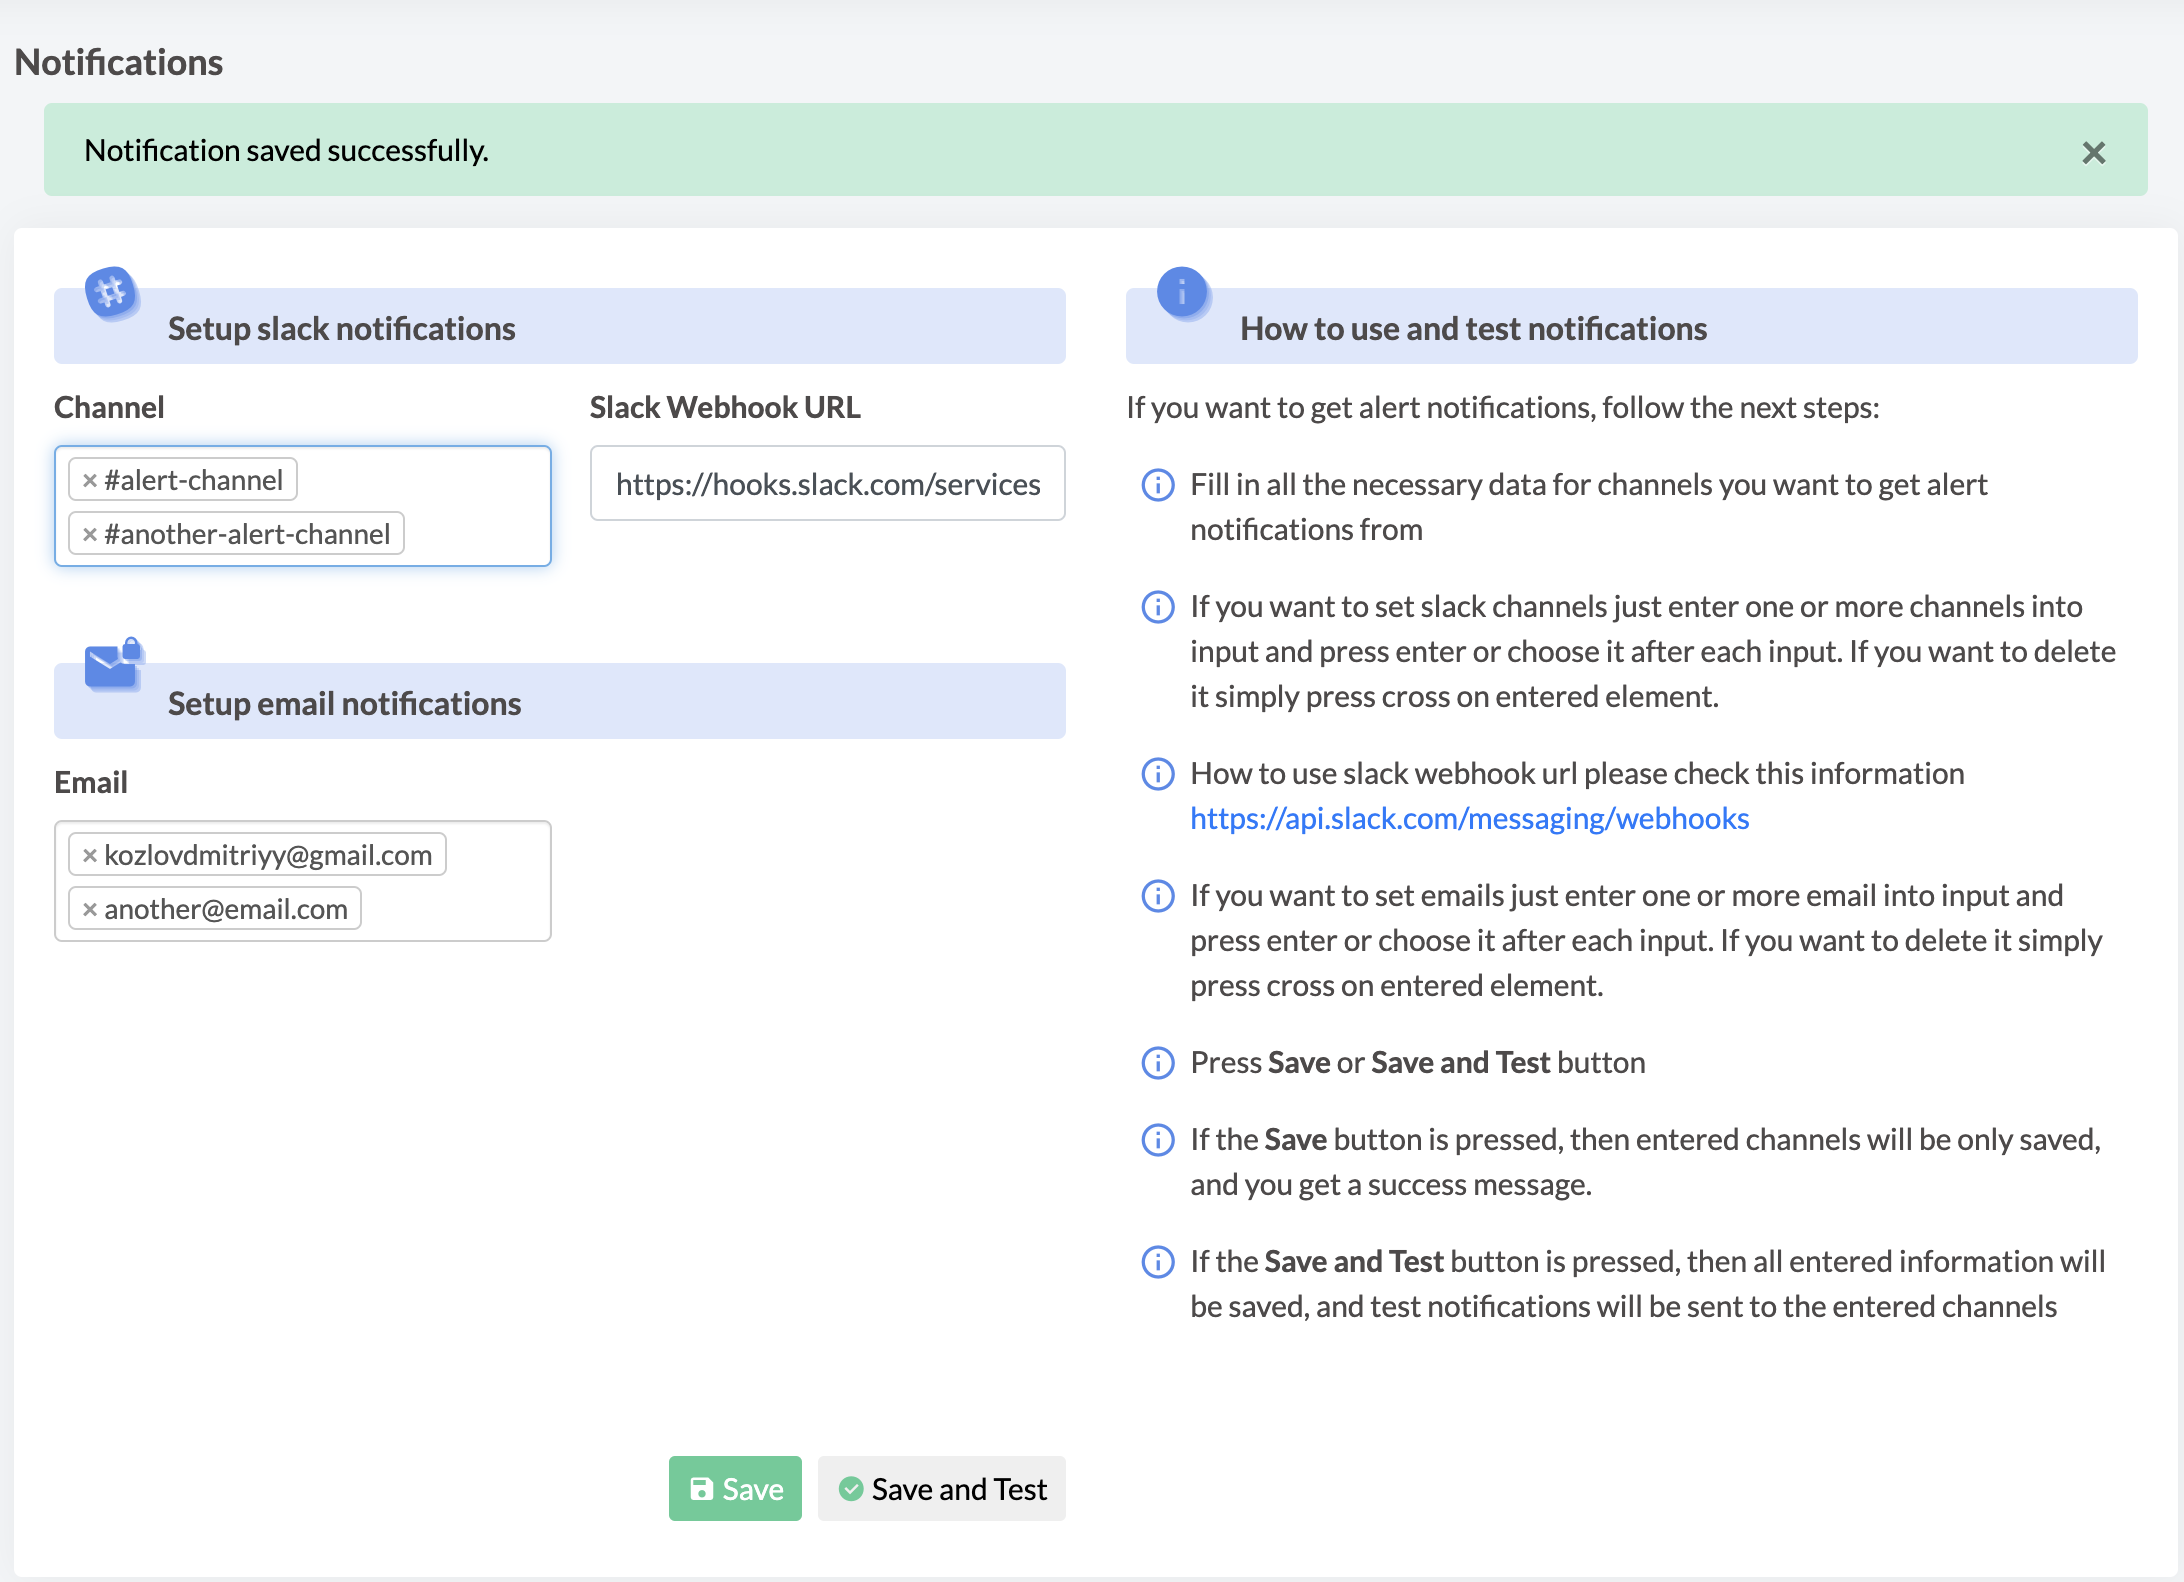 Notifications
Notification saved successfully.
Setup slack notifications
Channel
Slack Webhook URL
× #alert-channel
× #another-alert-channel
https://hooks.slack.com/services
Setup email notifications
Email
× kozlovdmitriyy@gmail.com
× another@email.com
Save
Save and Test
How to use and test notifications
If you want to get alert notifications, follow the next steps:
Fill in all the necessary data for channels you want to get alert
notifications from
If you want to set slack channels just enter one or more channels into
input and press enter or choose it after each input. If you want to delete
it simply press cross on entered element.
How to use slack webhook url please check this information
https://api.slack.com/messaging/webhooks
If you want to set emails just enter one or more email into input and
press enter or choose it after each input. If you want to delete it simply
press cross on entered element.
Press Save or Save and Test button
If the Save button is pressed, then entered channels will be only saved,
and you get a success message.
If the Save and Test button is pressed, then all entered information will
be saved, and test notifications will be sent to the entered channels